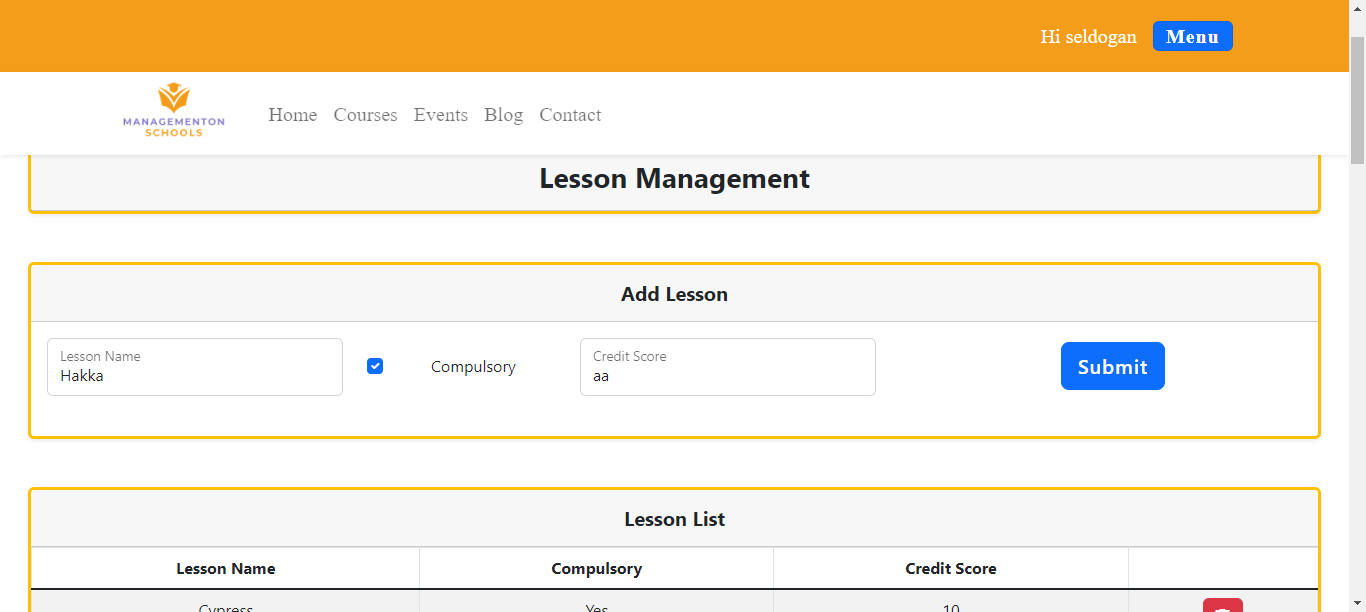 Hi seldogan Menu
MANAGEMENTON
SCHOOLS
Home Courses Events Blog Contact
Lesson Management
Add Lesson
Lesson Name
Hakka
Compulsory
Credit Score
aa
Submit
Lesson List
Lesson Name Compulsory Credit Score
Cypress Yes 10